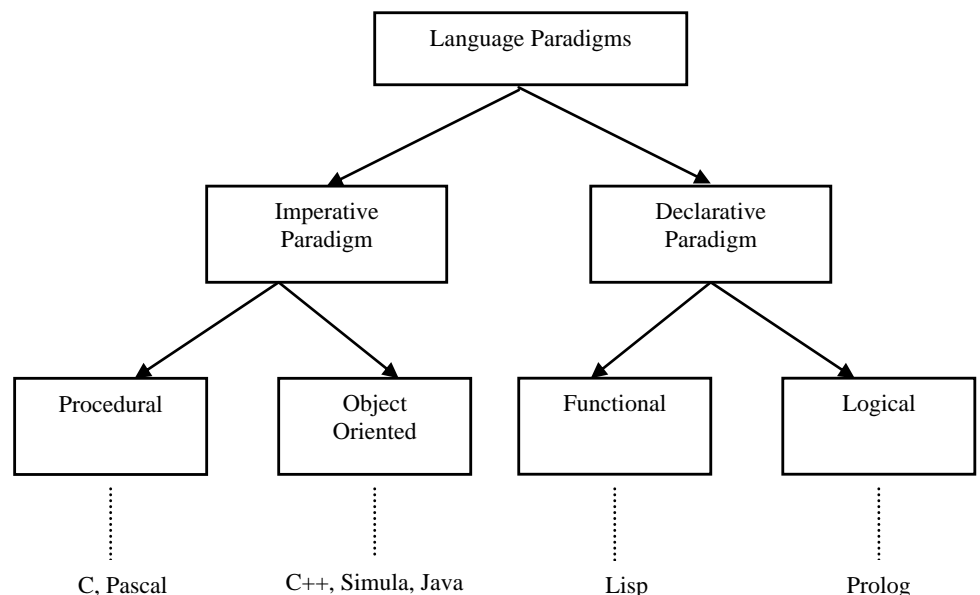 Language Paradigms
Imperative
Paradigm
Declarative
Paradigm
Procedural
Object
Oriented
Functional
Logical
C, Pascal
C++, Simula, Java
Lisp
Prolog